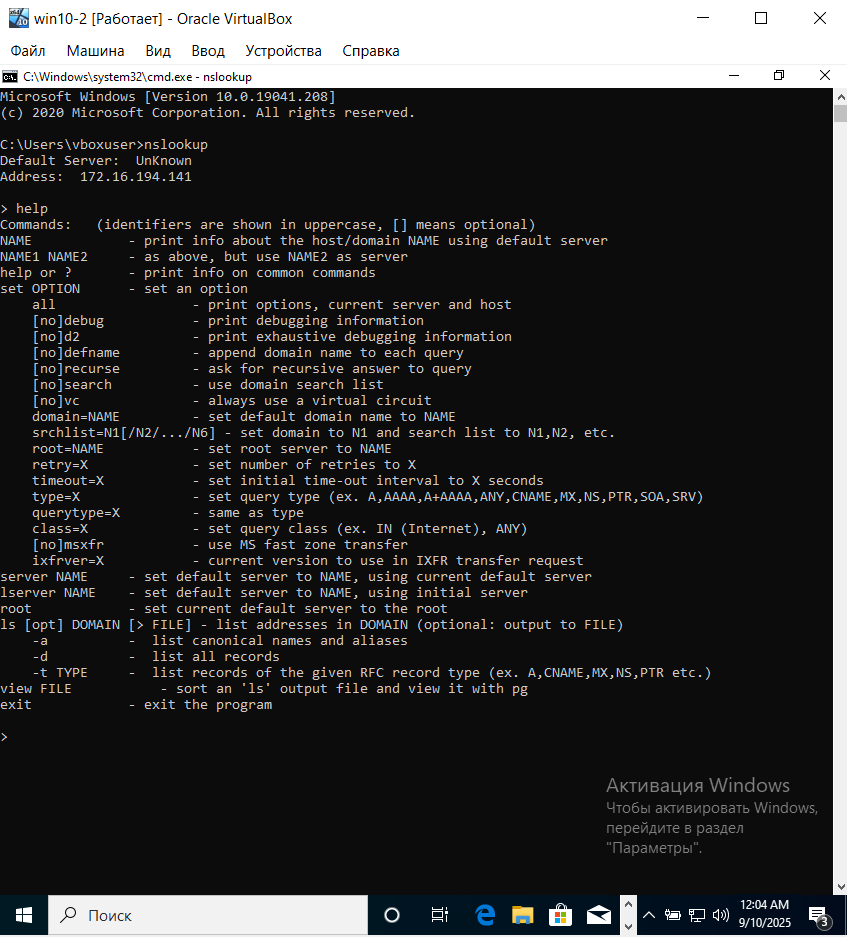 win10-2 [Работает] - Oracle VirtualBox
Файл Машина Вид Ввод Устройства Справка
C:\Windows\system32\cmd.exe - nslookup
Microsoft Windows [Version 10.0.19041.208]
(c) 2020 Microsoft Corporation. All rights reserved.
C:\Users\vboxuser>nslookup
Default Server:  UnKnown
Address:  172.16.194.141
> help
Commands:   (identifiers are shown in uppercase, [] means optional)
NAME            - print info about the host/domain NAME using default server
NAME1 NAME2     - as above, but use NAME2 as server
help or ?       - print info on common commands
set OPTION      - set an option
    all                 - print options, current server and host
    [no]debug           - print debugging information
    [no]d2              - print exhaustive debugging information
    [no]defname         - append domain name to each query
    [no]recurse         - ask for recursive answer to query
    [no]search          - use domain search list
    [no]vc              - always use a virtual circuit
    domain=NAME         - set default domain name to NAME
    srchlist=N1[/N2/.../N6] - set domain to N1 and search list to N1,N2, etc.
    root=NAME           - set root server to NAME
    retry=X             - set number of retries to X
    timeout=X           - set initial time-out interval to X seconds
    type=X              - set query type (ex. A,AAAA,A+AAAA,ANY,CNAME,MX,NS,PTR,SOA,SRV)
    querytype=X         - same as type
    class=X             - set query class (ex. IN (Internet), ANY)
    [no]msxfr           - use MS fast zone transfer
    ixfrver=X           - current version to use in IXFR transfer request
server NAME     - set default server to NAME, using current default server
lserver NAME    - set default server to NAME, using initial server
root            - set current default server to the root
ls [opt] DOMAIN [> FILE] - list addresses in DOMAIN (optional: output to FILE)
    -a          -  list canonical names and aliases
    -d          -  list all records
    -t TYPE     -  list records of the given RFC record type (ex. A,CNAME,MX,NS,PTR etc.)
view FILE           - sort an 'ls' output file and view it with pg
exit            - exit the program
>
Активация Windows
Чтобы активировать Windows,
перейдите в раздел
"Параметры".
Поиск
12:04 AM
9/10/2025
3